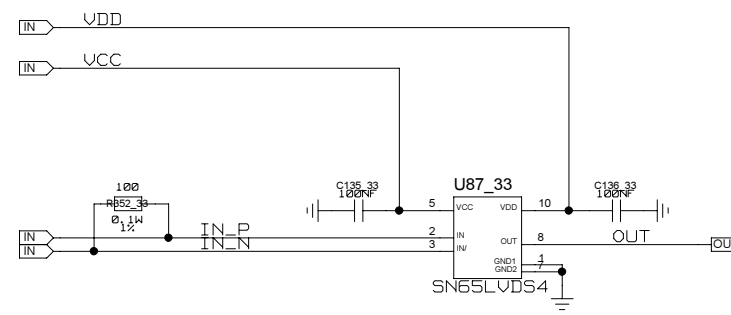 IN VDD
IN VCC
100
R352_33
0.1W
1%
C135_33
100NF
U87_33
C136_33
100NF
5 VCC VDD 10
IN IN_P 2 IN
IN IN_N 3 IN/
OUT 8 OUT OU
GND1 1
GND2 7
SN65LVDS4